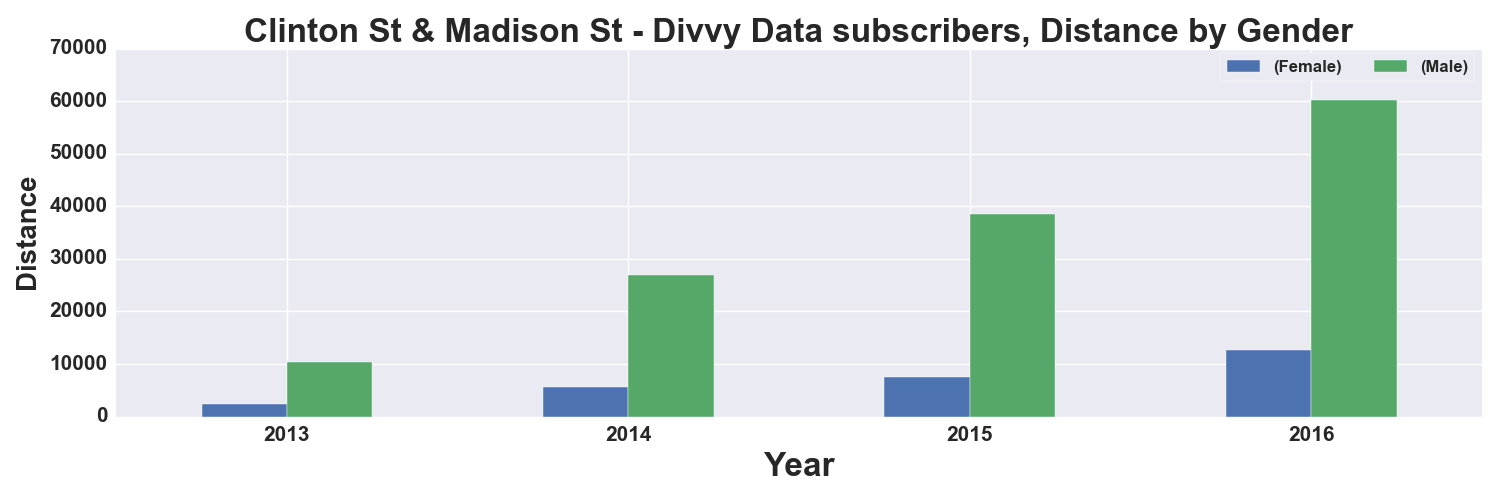 Clinton St & Madison St - Divvy Data subscribers, Distance by Gender
(Female) (Male)
Distance
70000
60000
50000
40000
30000
20000
10000
0
2013 2014 2015 2016
Year